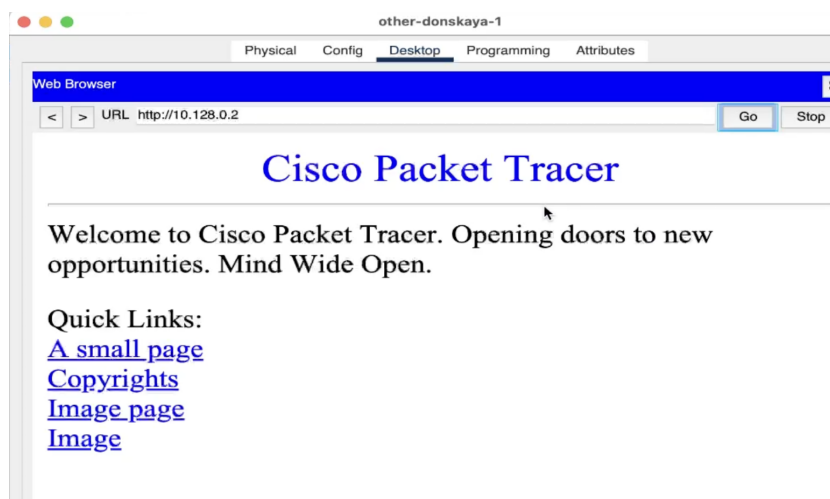 other-donskaya-1
Physical Config Desktop Programming Attributes
Web Browser
< > URL http://10.128.0.2 Go Stop
Cisco Packet Tracer
Welcome to Cisco Packet Tracer. Opening doors to new
opportunities. Mind Wide Open.
Quick Links:
A small page
Copyrights
Image page
Image